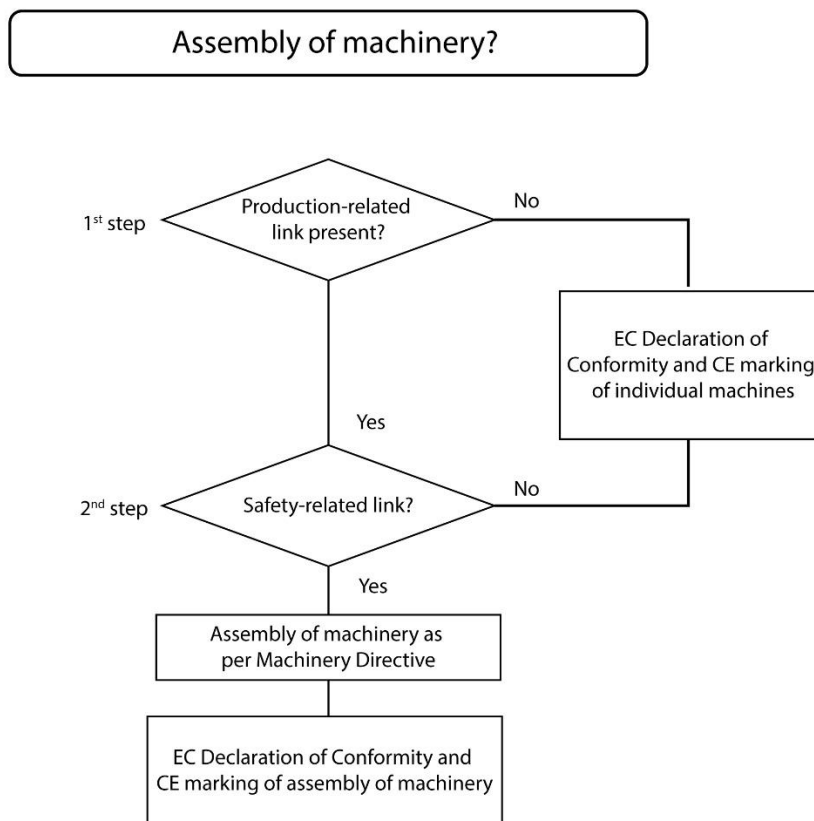 Assembly of machinery?
1st step
Production-related
link present?
No
EC Declaration of
Conformity and CE marking
of individual machines
Yes
2nd step
Safety-related link?
No
Yes
Assembly of machinery as
per Machinery Directive
EC Declaration of Conformity and
CE marking of assembly of machinery